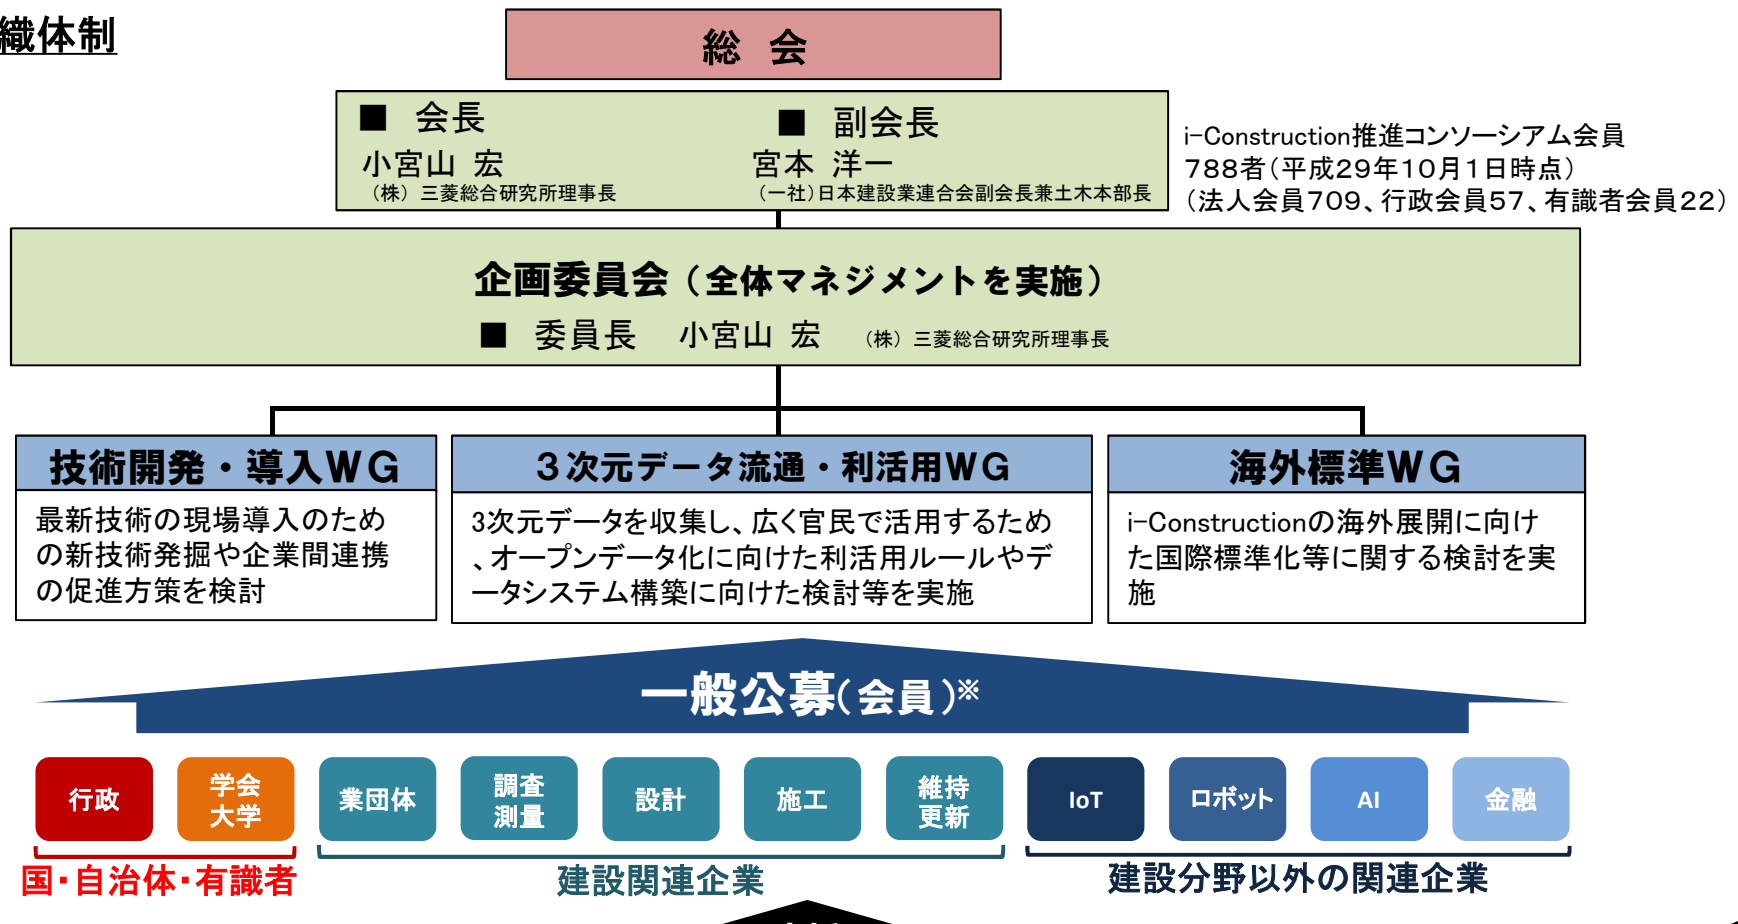 織体制
総 会
■ 会長
小宮山 宏
（株）三菱総合研究所理事長
■ 副会長
宮本 洋一
(一社)日本建設業連合会副会長兼土木本部長
i-Construction推進コンソーシアム会員
788者（平成29年10月1日時点）
（法人会員709、行政会員57、有識者会員22）
企画委員会（全体マネジメントを実施）
■ 委員長 小宮山 宏 （株）三菱総合研究所理事長
技術開発・導入WG
最新技術の現場導入のため
の新技術発掘や企業間連携
の促進方策を検討
３次元データ流通・利活用WG
3次元データを収集し、広く官民で活用するため
、オープンデータ化に向けた利活用ルールやデ
ータシステム構築に向けた検討等を実施
海外標準WG
i-Constructionの海外展開に向け
た国際標準化等に関する検討を実
施
一般公募(会員)※
行政
学会
大学
業団体
調査
測量
設計
施工
維持
更新
IoT
ロボット
AI
金融
国・自治体・有識者
建設関連企業
建設分野以外の関連企業